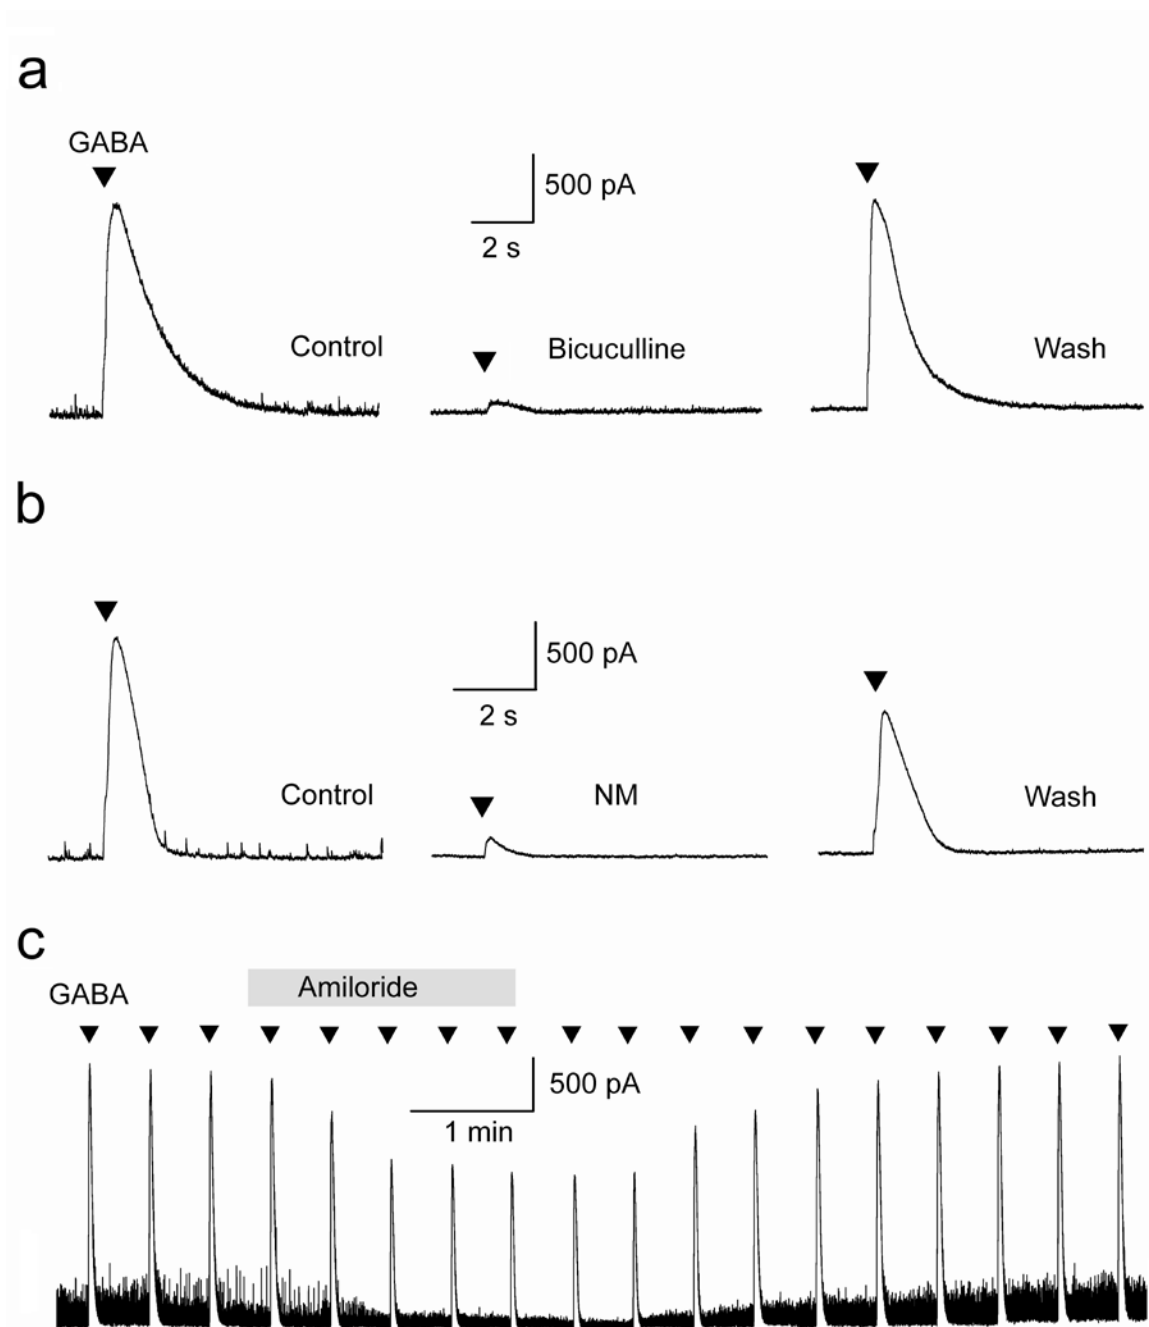 a
GABA
500 pA
2 s
Control
Bicuculline
Wash
b
500 pA
2 s
Control
NM
Wash
c
Amiloride
GABA
500 pA
1 min